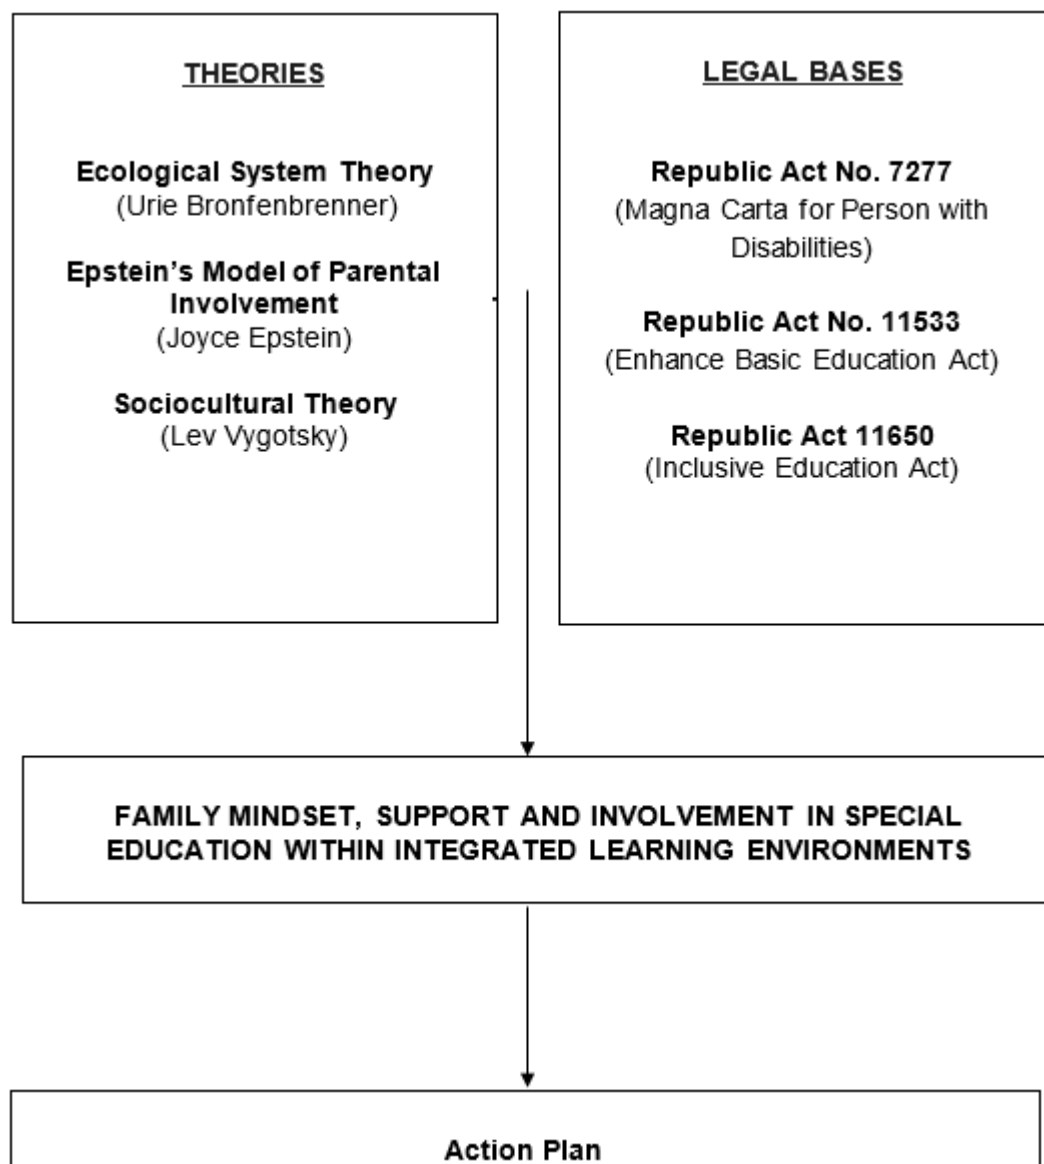 THEORIES
Ecological System Theory
(Urie Bronfenbrenner)
Epstein’s Model of Parental
Involvement
(Joyce Epstein)
Sociocultural Theory
(Lev Vygotsky)
LEGAL BASES
Republic Act No. 7277
(Magna Carta for Person with
Disabilities)
Republic Act No. 11533
(Enhance Basic Education Act)
Republic Act 11650
(Inclusive Education Act)
FAMILY MINDSET, SUPPORT AND INVOLVEMENT IN SPECIAL
EDUCATION WITHIN INTEGRATED LEARNING ENVIRONMENTS
Action Plan